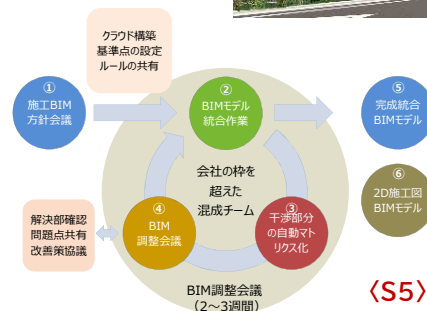 クラウド構築
基準点の設定
ルールの共有
①
施工BIM
方針会議
②
BIMモデル
統合作業
⑤
完成統合
BIMモデル
会社の枠を
超えた
混成チーム
④
BIM
調整会議
③
干渉部分
の自動マト
リクス化
⑥
2D施工図
BIMモデル
解決部確認
問題点共有
改善策協議
BIM調整会議
（2～3週間）
〈S5〉